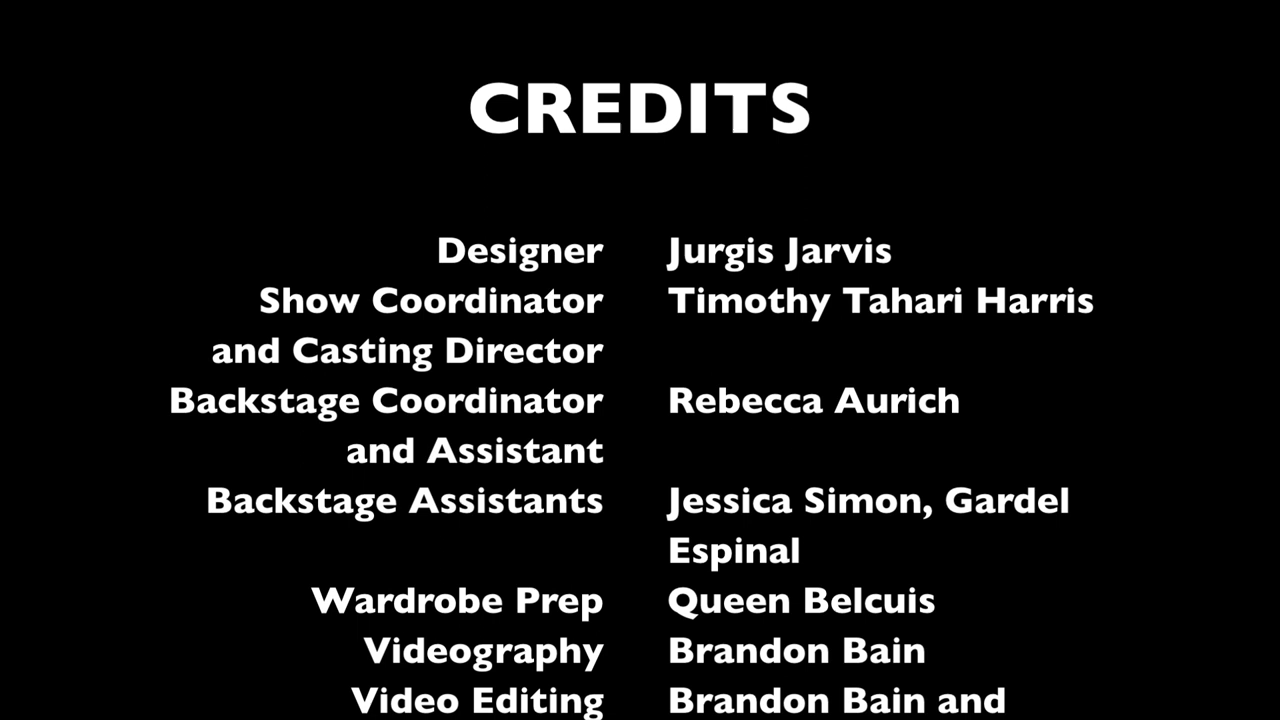 CREDITS
Designer Jurgis Jarvis
Show Coordinator Timothy Tahari Harris
and Casting Director
Backstage Coordinator Rebecca Aurich
and Assistant
Backstage Assistants Jessica Simon, Gardel
Espinal
Wardrobe Prep Queen Belcuis
Videography Brandon Bain
Video Editing Brandon Bain and